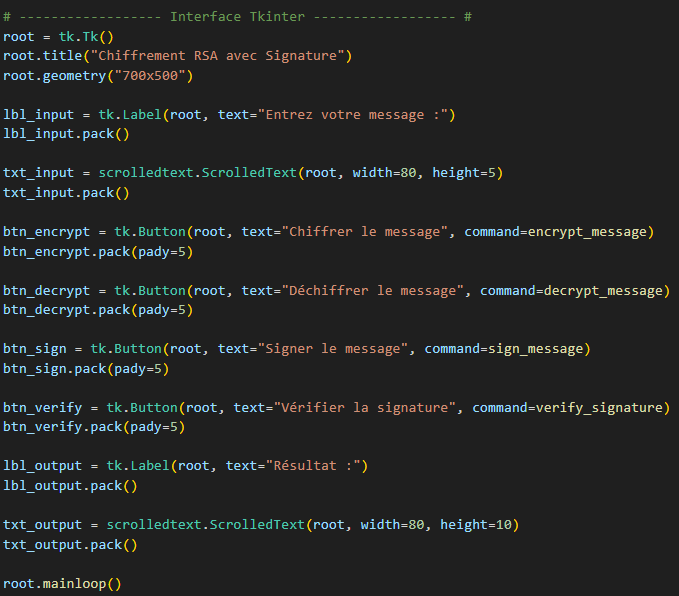 # ------------------ Interface Tkinter ------------------ #
root = tk.Tk()
root.title("Chiffrement RSA avec Signature")
root.geometry("700x500")
lbl_input = tk.Label(root, text="Entrez votre message :")
lbl_input.pack()
txt_input = scrolledtext.ScrolledText(root, width=80, height=5)
txt_input.pack()
btn_encrypt = tk.Button(root, text="Chiffrer le message", command=encrypt_message)
btn_encrypt.pack(pady=5)
btn_decrypt = tk.Button(root, text="Déchiffrer le message", command=decrypt_message)
btn_decrypt.pack(pady=5)
btn_sign = tk.Button(root, text="Signer le message", command=sign_message)
btn_sign.pack(pady=5)
btn_verify = tk.Button(root, text="Vérifier la signature", command=verify_signature)
btn_verify.pack(pady=5)
lbl_output = tk.Label(root, text="Résultat :")
lbl_output.pack()
txt_output = scrolledtext.ScrolledText(root, width=80, height=10)
txt_output.pack()
root.mainloop()